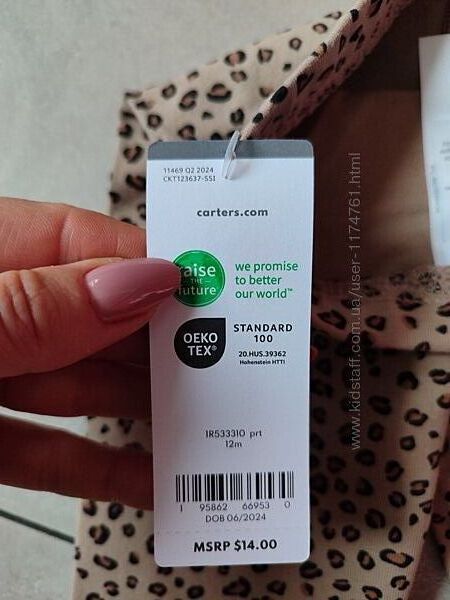 11469 Q2 2024
CKT123637-SSI
carters.com
raise
THE
future
we promise
to better
our world™
OEKO
TEX®
STANDARD
100
20.HUS.39362
Hohenstein HTTI
1R533310 prt
12m
1 95862 66953 0
DOB 06/2024
MSRP $14.00
www.kidstaff.com.ua/user-1174761.html